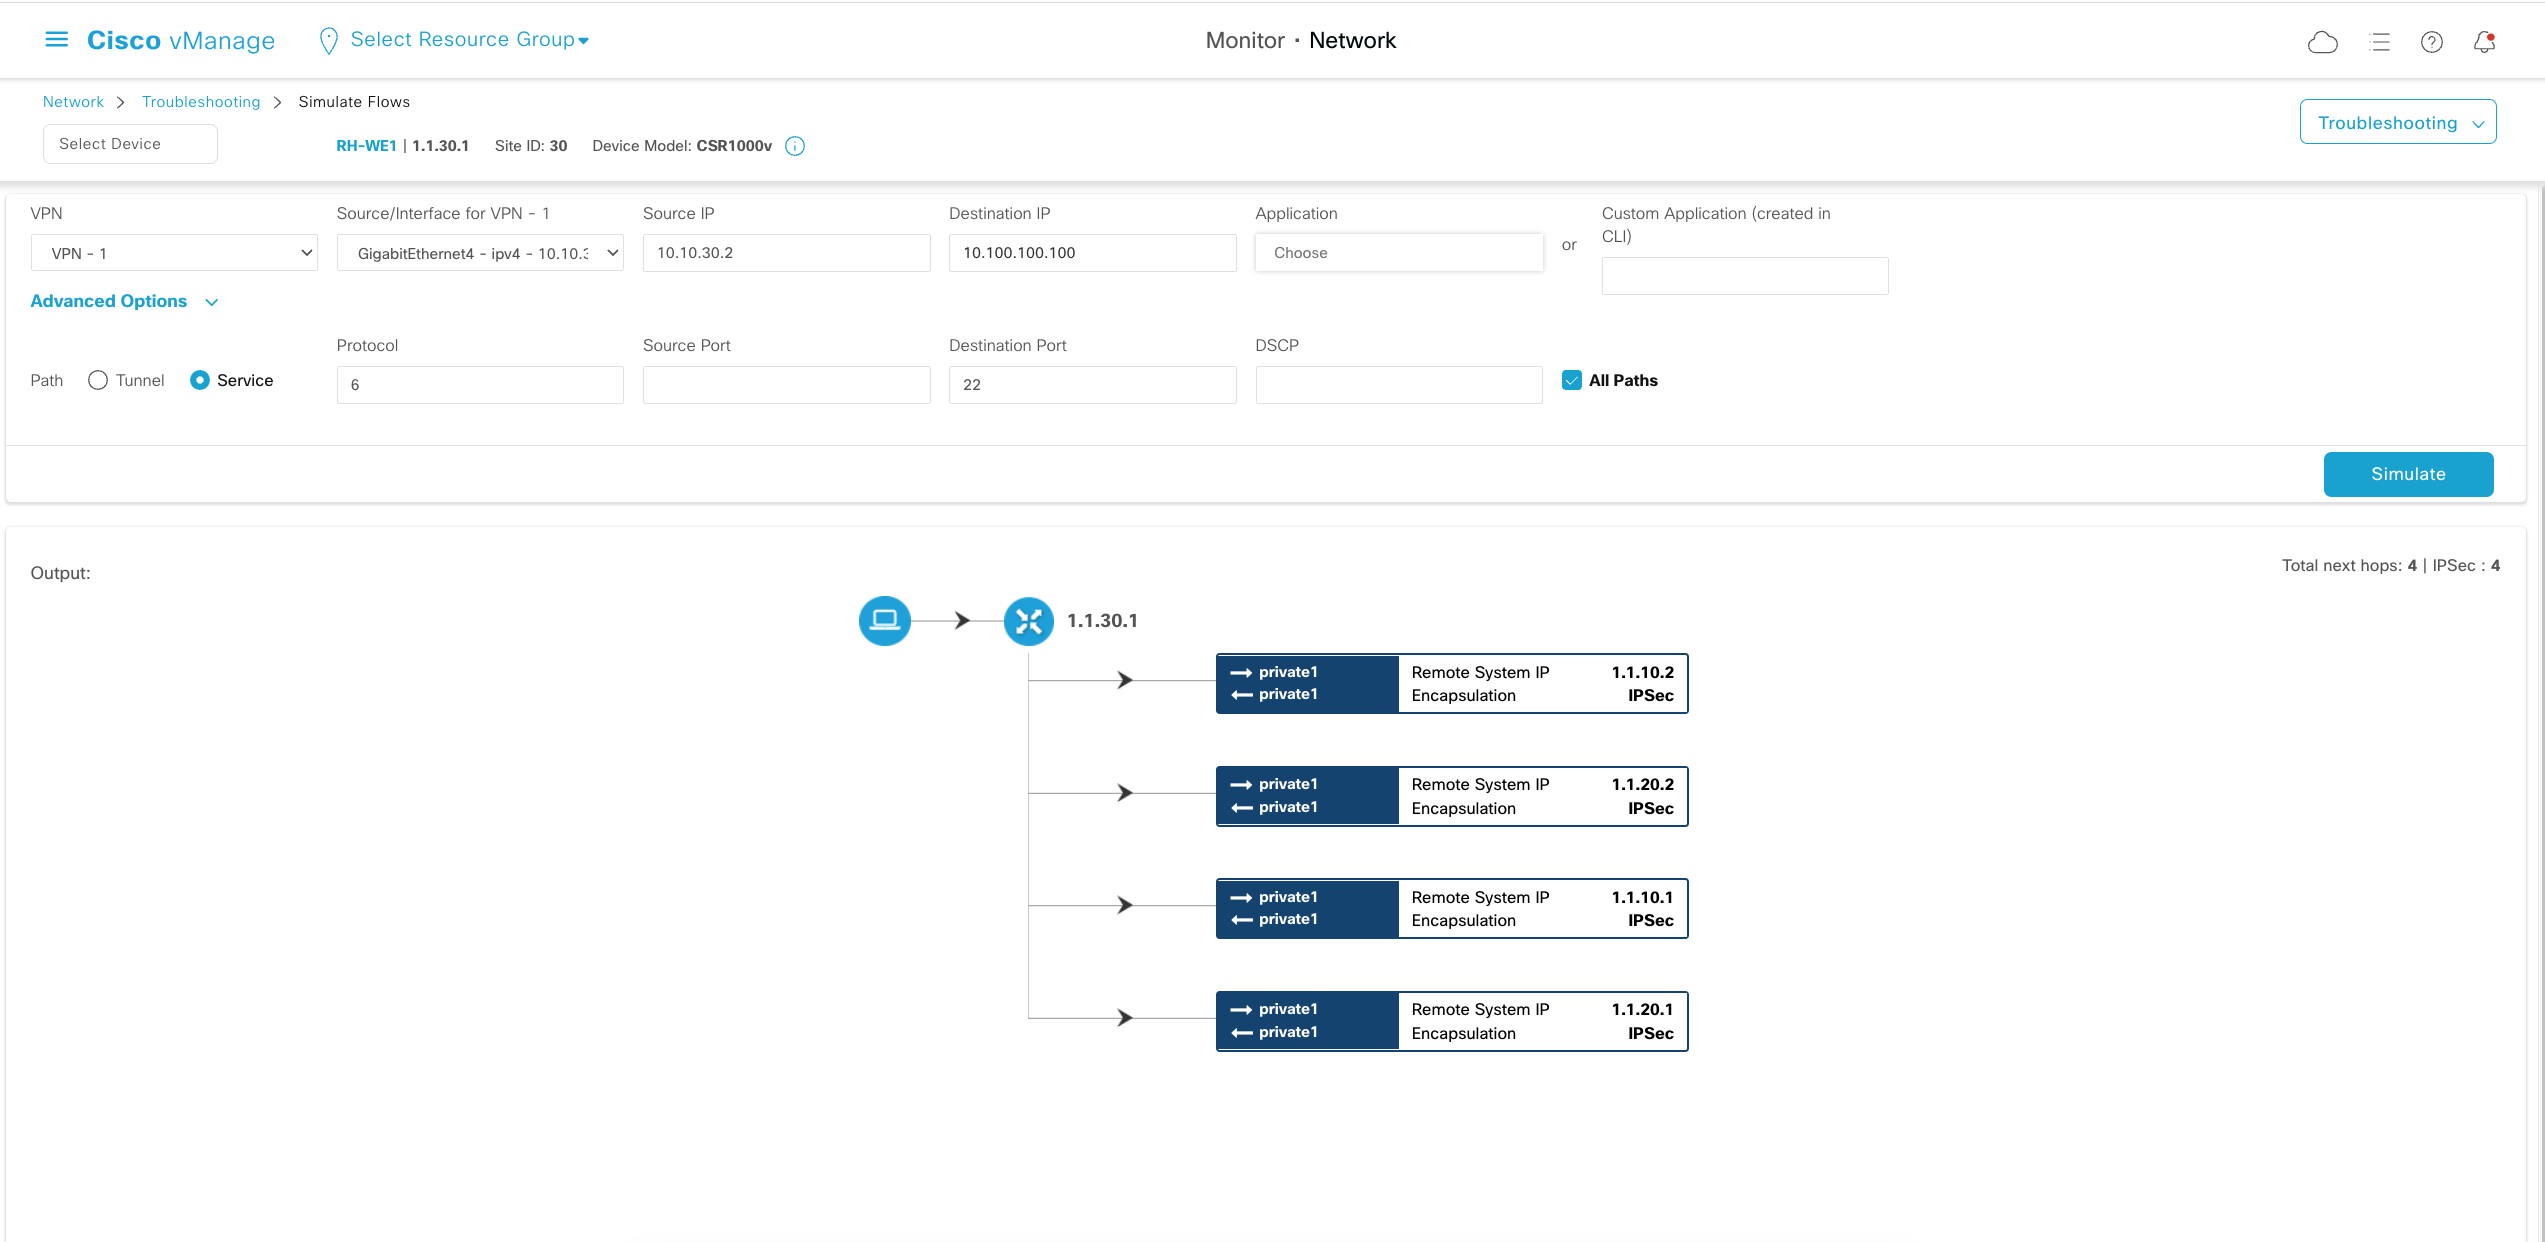 Cisco vManage
Select Resource Group
Monitor · Network
Network > Troubleshooting > Simulate Flows
Troubleshooting
Select Device
RH-WE1 | 1.1.30.1 Site ID: 30 Device Model: CSR1000v
VPN
VPN - 1
Source/Interface for VPN - 1
GigabitEthernet4 - ipv4 - 10.10.3
Source IP
10.10.30.2
Destination IP
10.100.100.100
Application
Choose
or
Custom Application (created in
CLI)
Advanced Options
Path Tunnel Service
Protocol
6
Source Port
Destination Port
22
DSCP
All Paths
Simulate
Output:
Total next hops: 4 | IPSec : 4
1.1.30.1
private1 Remote System IP 1.1.10.2
private1 Encapsulation IPSec
private1 Remote System IP 1.1.20.2
private1 Encapsulation IPSec
private1 Remote System IP 1.1.10.1
private1 Encapsulation IPSec
private1 Remote System IP 1.1.20.1
private1 Encapsulation IPSec